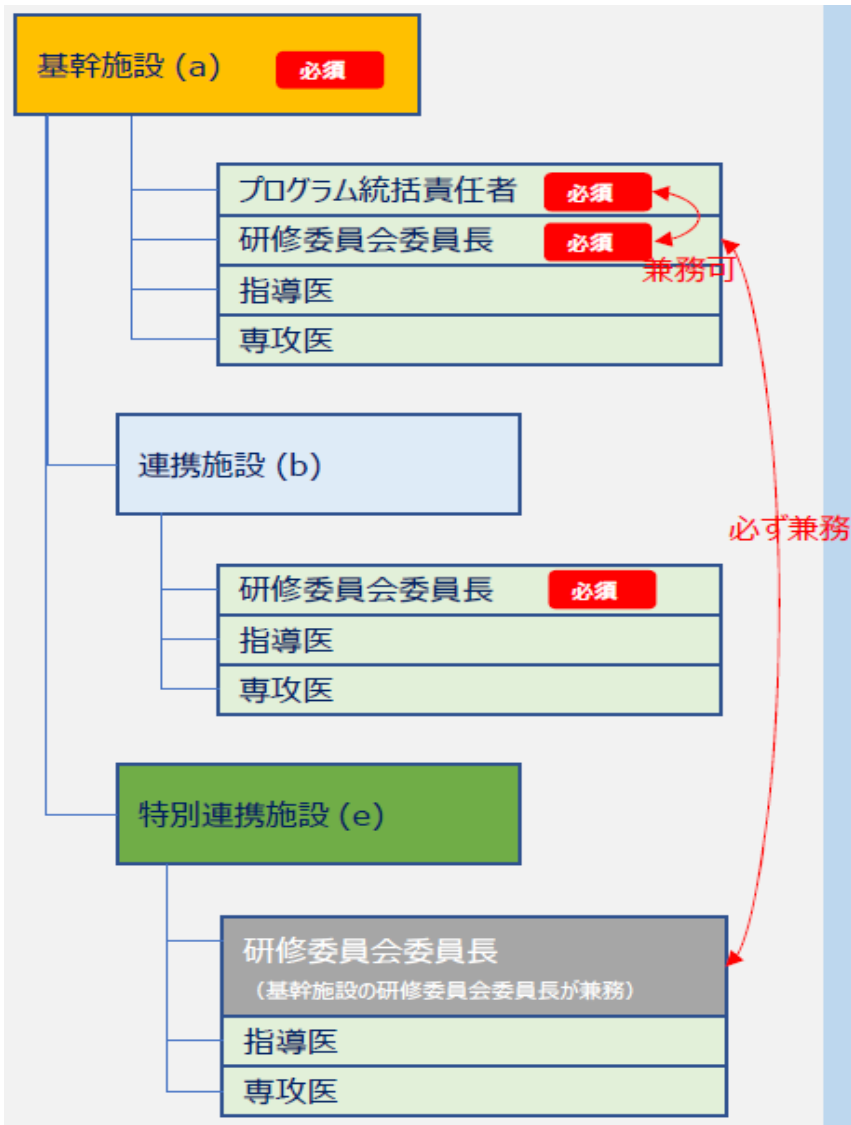 基幹施設 (a) 必須
プログラム統括責任者 必須
研修委員会委員長 必須
兼務可
指導医
専攻医
連携施設 (b)
必ず兼務
研修委員会委員長 必須
指導医
専攻医
特別連携施設 (e)
研修委員会委員長
（基幹施設の研修委員会委員長が兼務）
指導医
専攻医